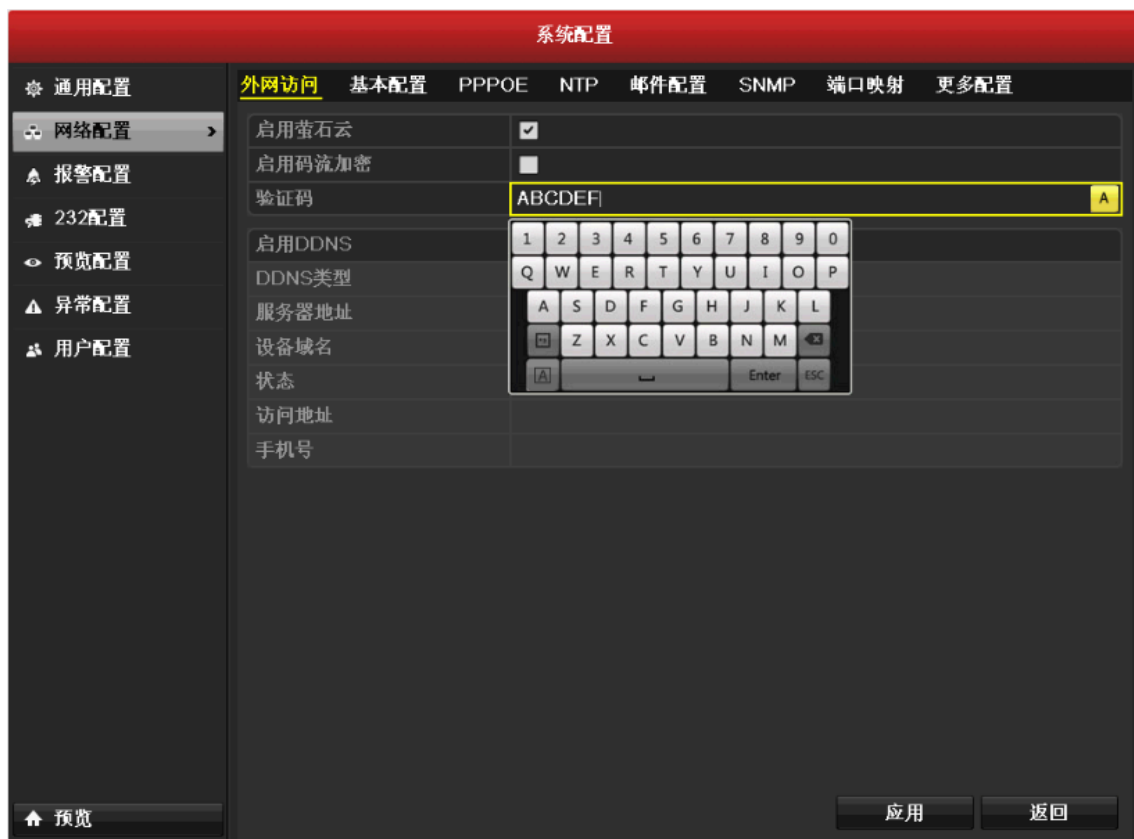 系统配置
通用配置
网络配置
报警配置
232配置
预览配置
异常配置
用户配置
预览
外网访问 基本配置 PPPOE NTP 邮件配置 SNMP 端口映射 更多配置
启用萤石云
启用码流加密
验证码 ABCDEF A
启用DDNS
DDNS类型
服务器地址
设备域名
状态
访问地址
手机号
1 2 3 4 5 6 7 8 9 0
Q W E R T Y U I O P
A S D F G H J K L
Z X C V B N M
A Enter ESC
应用 返回